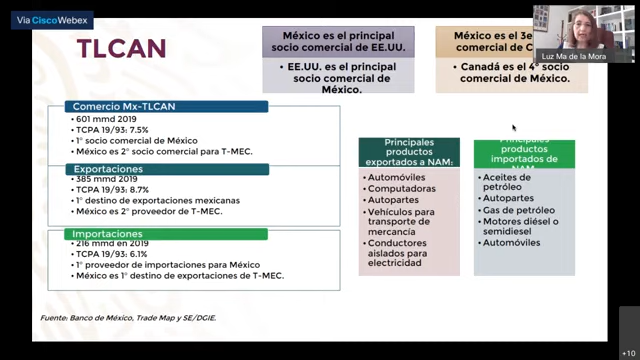 Via Cisco Webex
TLCAN
México es el principal
socio comercial de EE.UU.
• EE.UU. es el principal
socio comercial de
México.
México es el 3e
comercial de C
• Canadá es el 4° socio
comercial de México.
Luz Ma de la Mora
Comercio Mx-TLCAN
• 601 mmd 2019
• TCPA 19/93: 7.5%
• 1° socio comercial de México
• México es 2° socio comercial para T-MEC.
Exportaciones
• 385 mmd 2019
• TCPA 19/93: 8.7%
• 1° destino de exportaciones mexicanas
• México es 2° proveedor de T-MEC.
Importaciones
• 216 mmd en 2019
• TCPA 19/93: 6.1%
• 1° proveedor de importaciones para México
• México es 1° destino de exportaciones de T-MEC.
Principales
productos
exportados a NAM:
• Automóviles
• Computadoras
• Autopartes
• Vehículos para
transporte de
mercancía
• Conductores
aislados para
electricidad
Principales
productos
importados de
NAM
• Aceites de
petróleo
• Autopartes
• Gas de petróleo
• Motores diésel o
semidiesel
• Automóviles
Fuente: Banco de México, Trade Map y SE/DGIE.
+10